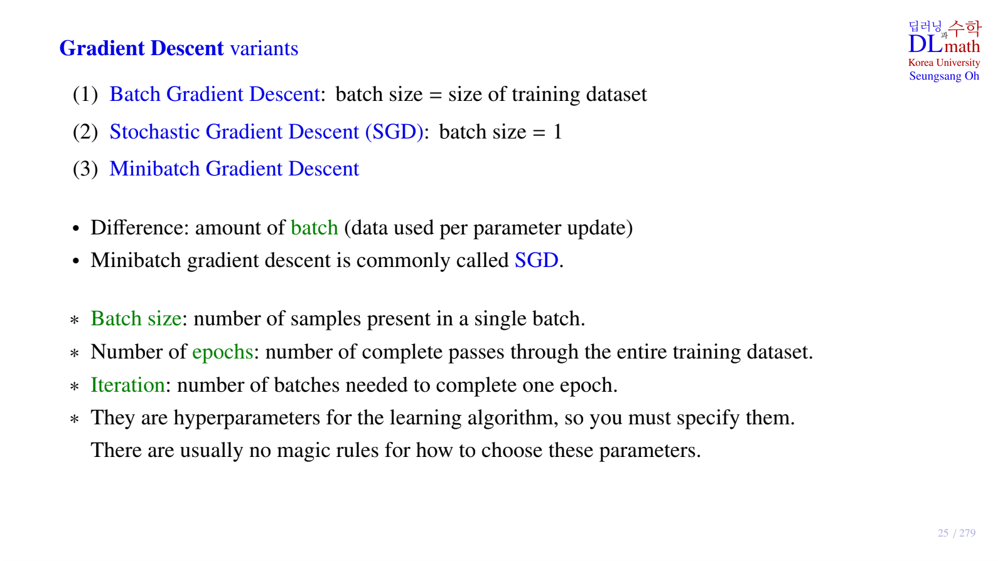 Gradient Descent variants
딥러닝과 수학
DL math
Korea University
Seungsang Oh
(1) Batch Gradient Descent: batch size = size of training dataset
(2) Stochastic Gradient Descent (SGD): batch size = 1
(3) Minibatch Gradient Descent
• Difference: amount of batch (data used per parameter update)
• Minibatch gradient descent is commonly called SGD.
∗ Batch size: number of samples present in a single batch.
∗ Number of epochs: number of complete passes through the entire training dataset.
∗ Iteration: number of batches needed to complete one epoch.
∗ They are hyperparameters for the learning algorithm, so you must specify them.
There are usually no magic rules for how to choose these parameters.
25 / 279